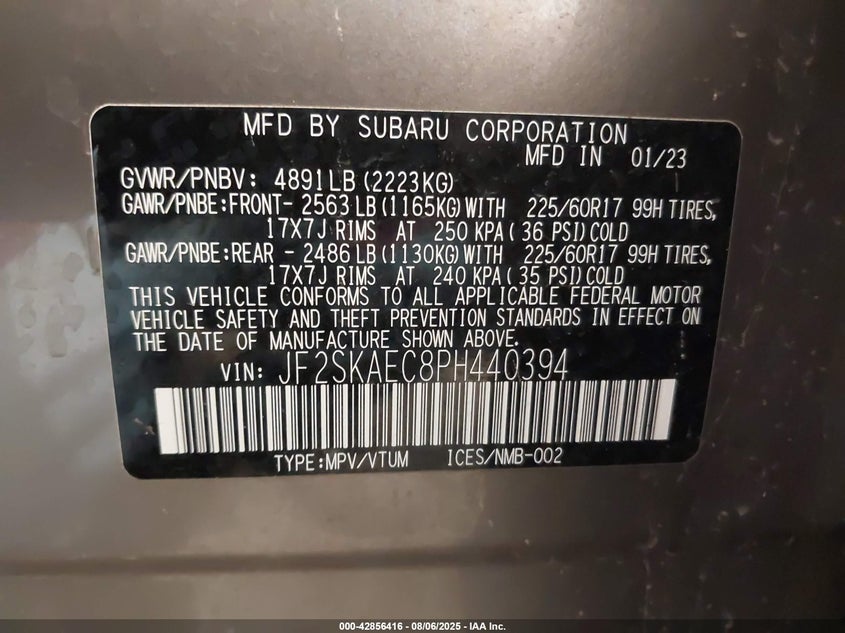 MFD BY SUBARU CORPORATION
MFD IN 01/23
GVWR/PNBV: 4891LB (2223KG)
GAWR/PNBE:FRONT- 2563LB (1165KG) WITH 225/60R17 99H TIRES,
17X7J RIMS AT 250 KPA ( 36 PSI) COLD
GAWR/PNBE:REAR - 2486LB (1130KG) WITH 225/60R17 99H TIRES,
17X7J RIMS AT 240 KPA ( 35 PSI) COLD
THIS VEHICLE CONFORMS TO ALL APPLICABLE FEDERAL MOTOR
VEHICLE SAFETY AND THEFT PREVENTION STANDARDS IN EFFECT ON
THE DATE OF MANUFACTURE SHOWN ABOVE.
VIN: JF2SKAEC8PH440394
TYPE:MPV/VTUM ICES/NMB-002
000-42856416 - 08/06/2025 - IAA Inc.